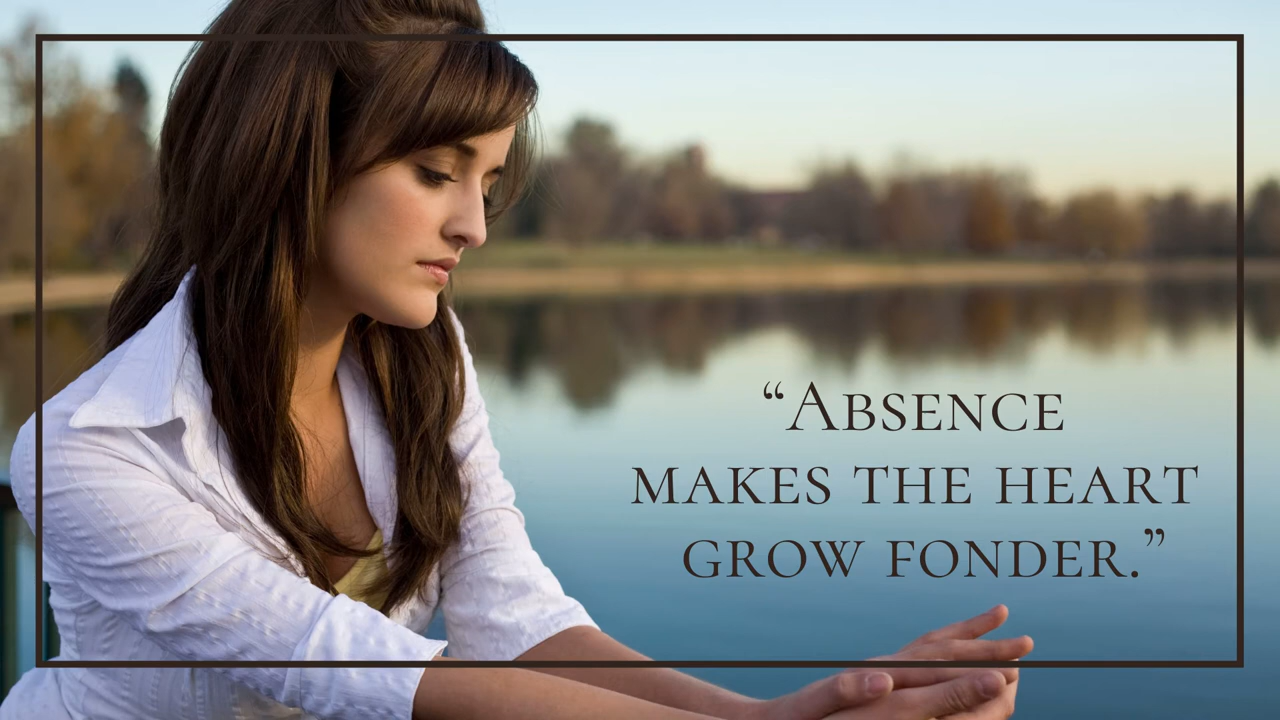 “Absence
makes the heart
grow fonder.”